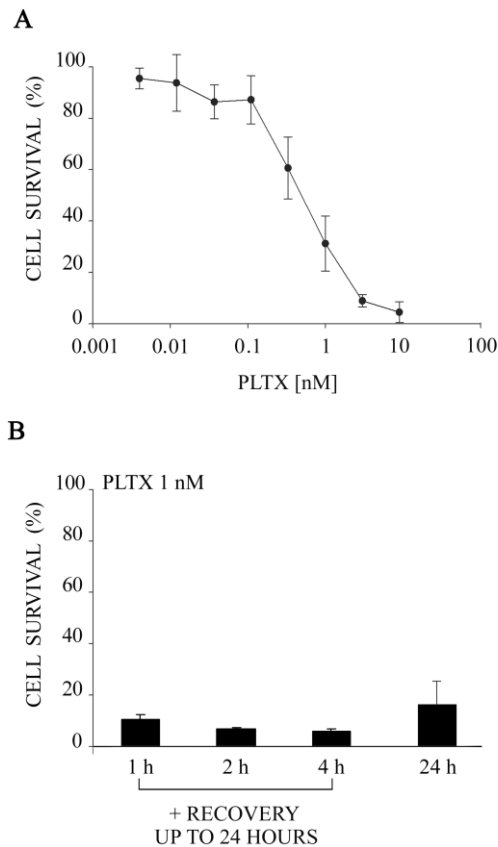 A
CELL SURVIVAL (%)
100
80
60
40
20
0
0.001 0.01 0.1 1 10 100
PLTX [nM]
B
PLTX 1 nM
CELL SURVIVAL (%)
100
80
60
40
20
0
1 h 2 h 4 h 24 h
+ RECOVERY
UP TO 24 HOURS